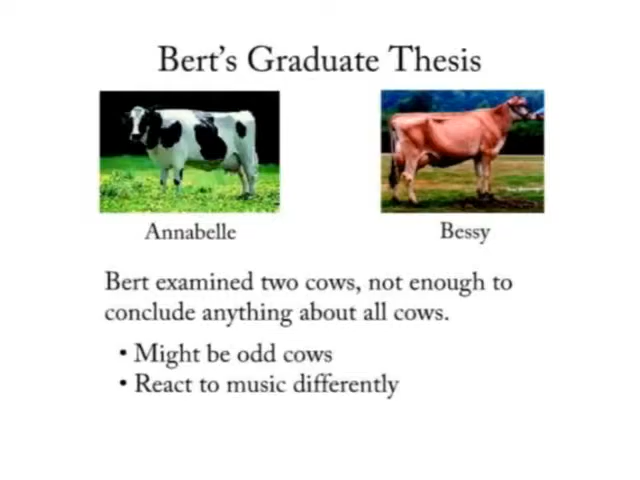 Bert's Graduate Thesis
Annabelle
Bessy
Bert examined two cows, not enough to
conclude anything about all cows.
• Might be odd cows
• React to music differently